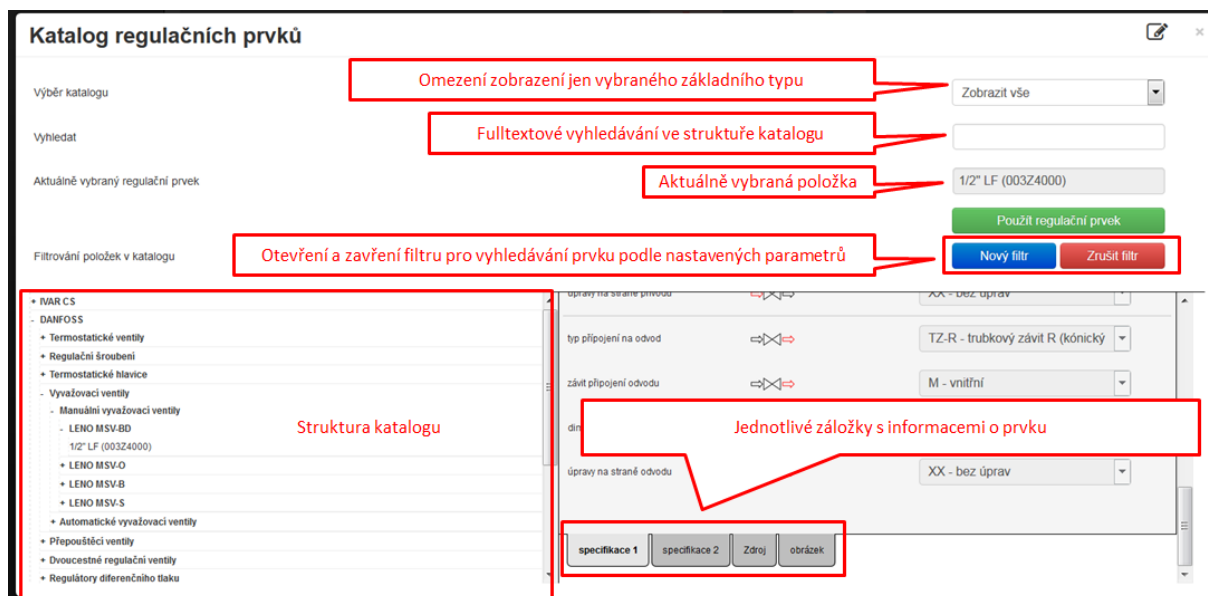 Katalog regulačních prvků
×
Omezení zobrazení jen vybraného základního typu
Výběr katalogu
Zobrazit vše
Fulltextové vyhledávání ve struktuře katalogu
Vyhledat
Aktuálně vybraný regulační prvek
Aktuálně vybraná položka
1/2" LF (003Z4000)
Použít regulační prvek
Otevření a zavření filtru pro vyhledávání prvku podle nastavených parametrů
Filtrování položek v katalogu
Nový filtr
Zrušit filtr
+ IVAR CS
- DANFOSS
+ Termostatické ventily
+ Regulační šroubení
+ Termostatické hlavice
- Vyvažovací ventily
- Manuální vyvažovací ventily
- LENO MSV-BD
1/2" LF (003Z4000)
+ LENO MSV-O
+ LENO MSV-B
+ LENO MSV-S
+ Automatické vyvažovací ventily
+ Přepouštěcí ventily
+ Dvoucestné regulační ventily
+ Regulátory diferenčního tlaku
Struktura katalogu
úpravy na straně přívodu
XX - bez úprav
typ přípojení na odvod
TZ-R - trubkový závit R (kónický
závit připojení odvodu
M - vnitřní
Jednotlivé záložky s informacemi o prvku
úpravy na straně odvodu
XX - bez úprav
specifikace 1
specifikace 2
Zdroj
obrázek